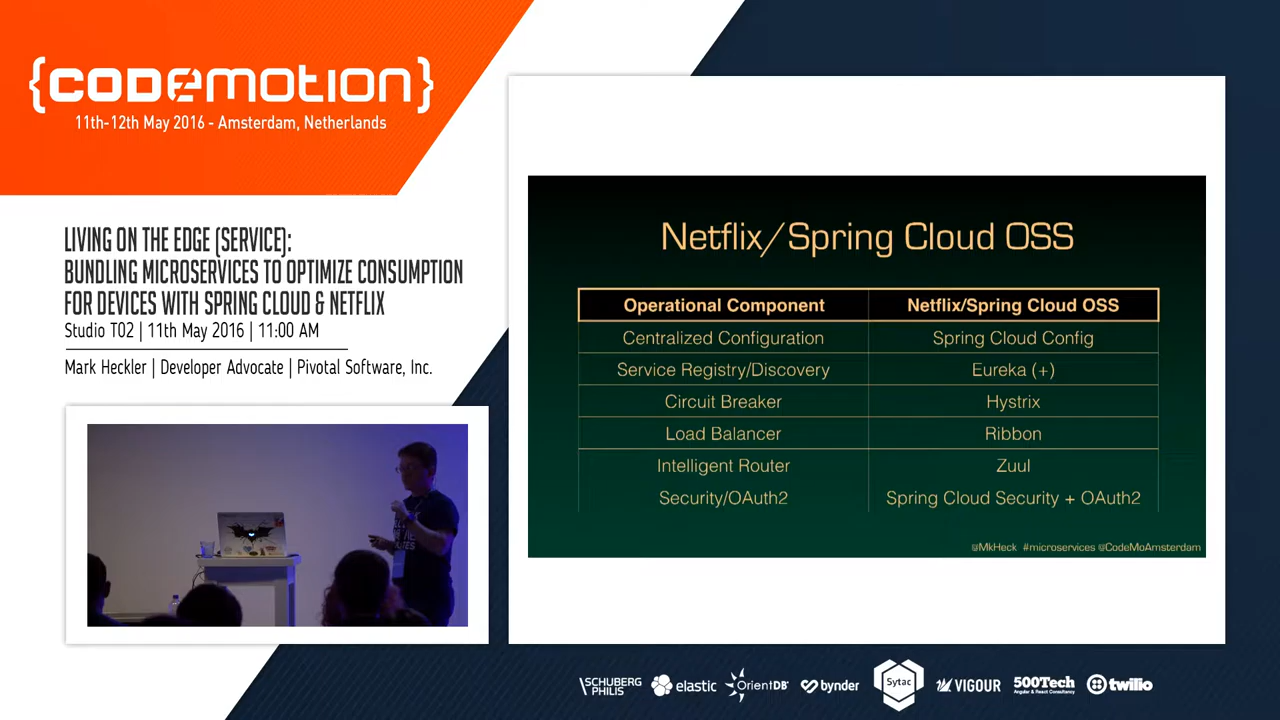 {CODEMOTION}
11th-12th May 2016 - Amsterdam, Netherlands
LIVING ON THE EDGE (SERVICE):
BUNDLING MICROSERVICES TO OPTIMIZE CONSUMPTION
FOR DEVICES WITH SPRING CLOUD & NETFLIX
Studio T02 | 11th May 2016 | 11:00 AM
Mark Heckler | Developer Advocate | Pivotal Software, Inc.
Netflix/Spring Cloud OSS
Operational Component Netflix/Spring Cloud OSS
Centralized Configuration Spring Cloud Config
Service Registry/Discovery Eureka (+)
Circuit Breaker Hystrix
Load Balancer Ribbon
Intelligent Router Zuul
Security/OAuth2 Spring Cloud Security + OAuth2
@MkHeck #microservices @CodeMoAmsterdam
SCHUBERG
PHILIS
elastic
OrientDB
bynder
Sytac
VIGOUR
500Tech
Angular & React Consultancy
twilio